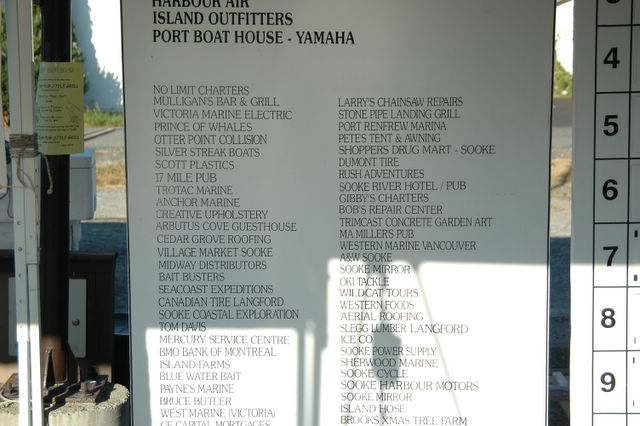 HARBOUR AIR
ISLAND OUTFITTERS
PORT BOAT HOUSE - YAMAHA
NO LIMIT CHARTERS
MULLIGAN'S BAR & GRILL
VICTORIA MARINE ELECTRIC
PRINCE OF WHALES
OTTER POINT COLLISION
SILVER STREAK BOATS
SCOTT PLASTICS
17 MILE PUB
TROTAC MARINE
ANCHOR MARINE
CREATIVE UPHOLSTERY
ARBUTUS COVE GUESTHOUSE
CEDAR GROVE ROOFING
VILLAGE MARKET SOOKE
MIDWAY DISTRIBUTORS
BAIT BUSTERS
SEACOAST EXPEDITIONS
CANADIAN TIRE LANGFORD
SOOKE COASTAL EXPLORATION
TOM DAVIS
MERCURY SERVICE CENTRE
BMO BANK OF MONTREAL
ISLAND FARMS
BLUE WATER BAIT
PAYNE'S MARINE
BRUCE BUTLER
WEST MARINE (VICTORIA)
GE CAPITAL MORTGAGES
LARRY'S CHAINSAW REPAIRS
STONE PIPE LANDING GRILL
PORT RENFREW MARINA
PETE'S TENT & AWNING
SHOPPERS DRUG MART - SOOKE
DUMONT TIRE
RUSH ADVENTURES
SOOKE RIVER HOTEL / PUB
GIBBY'S CHARTERS
BOB'S REPAIR CENTER
TRIMCAST CONCRETE GARDEN ART
MA MILLER'S PUB
WESTERN MARINE VANCOUVER
A&W SOOKE
SOOKE MIRROR
OKI TACKLE
WILDCAT TOURS
WESTERN FOODS
AERIAL ROOFING
SLEGG LUMBER LANGFORD
ICE CO
SOOKE POWER SUPPLY
SHERWOOD MARINE
SOOKE CYCLE
SOOKE HARBOUR MOTORS
SOOKE MIRROR
ISLAND HOSE
BROOKS XMAS TREE FARM
4
5
6
7
8
9